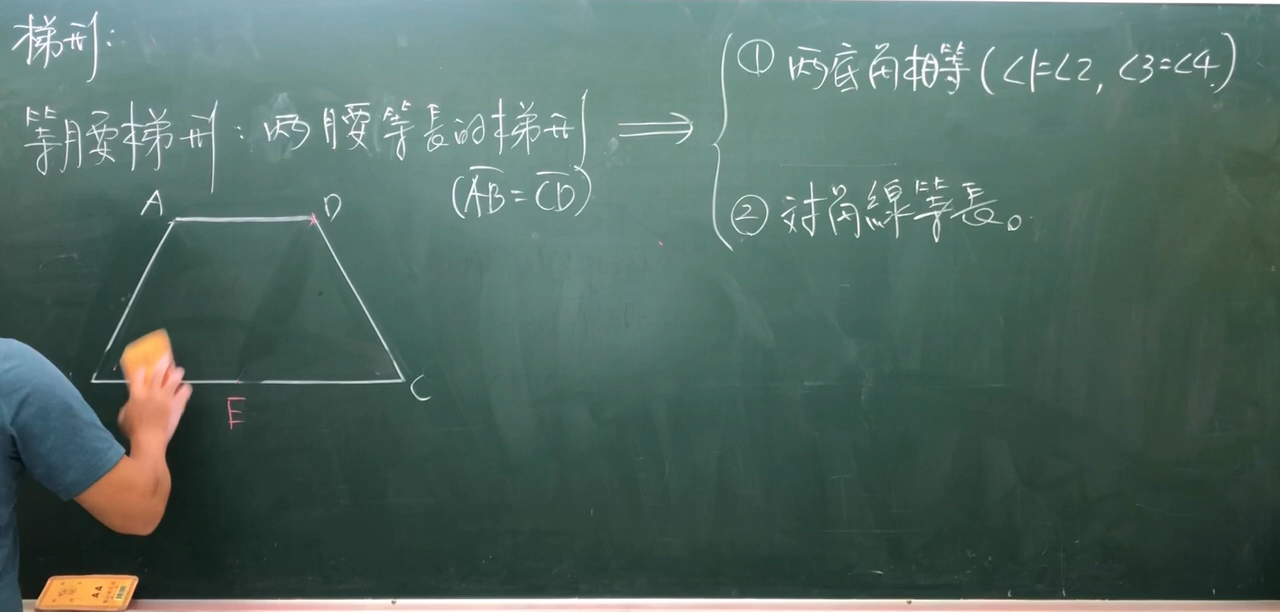 梯形:
等腰梯形:兩腰等長的梯形 ⟹
(AB=CD)
① 兩底角相等(∠1=∠2, ∠3=∠4)
② 对角線等長。
A
D
C
E